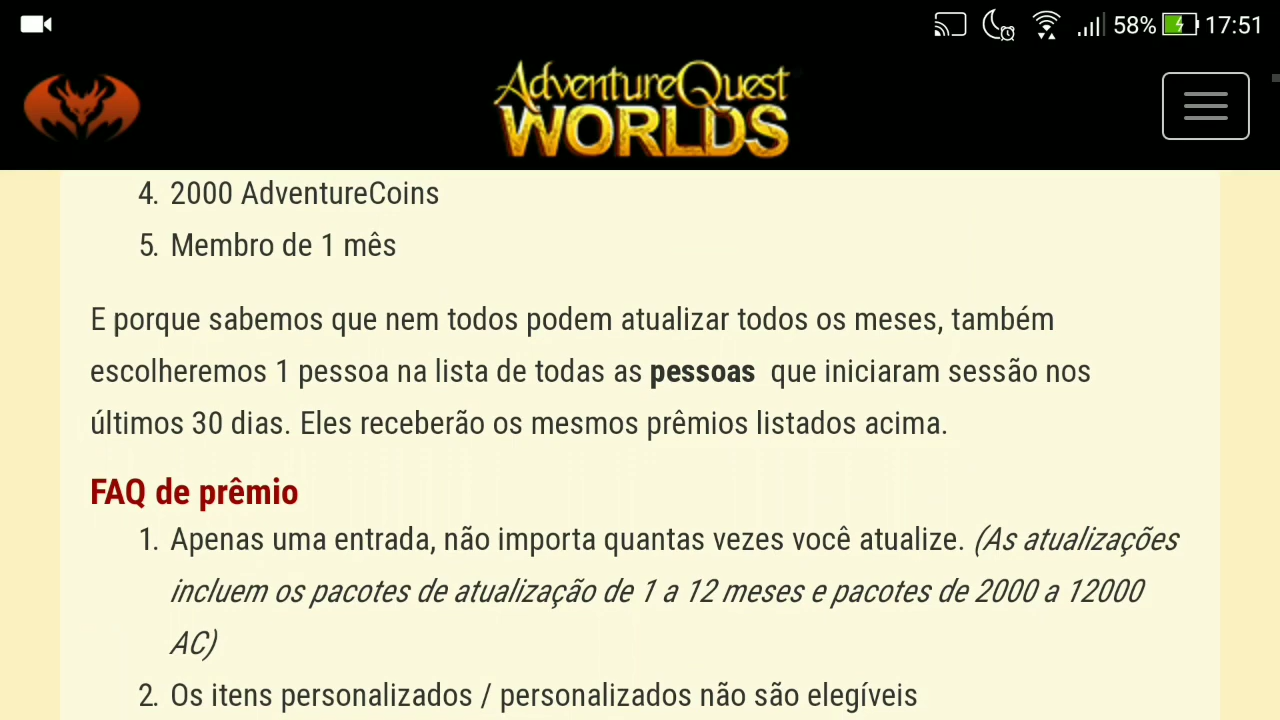 58% 17:51
AdventureQuest
WORLDS
4. 2000 AdventureCoins
5. Membro de 1 mês
E porque sabemos que nem todos podem atualizar todos os meses, também
escolheremos 1 pessoa na lista de todas as pessoas que iniciaram sessão nos
últimos 30 dias. Eles receberão os mesmos prêmios listados acima.
FAQ de prêmio
1. Apenas uma entrada, não importa quantas vezes você atualize. (As atualizações
incluem os pacotes de atualização de 1 a 12 meses e pacotes de 2000 a 12000
AC)
2. Os itens personalizados / personalizados não são elegíveis